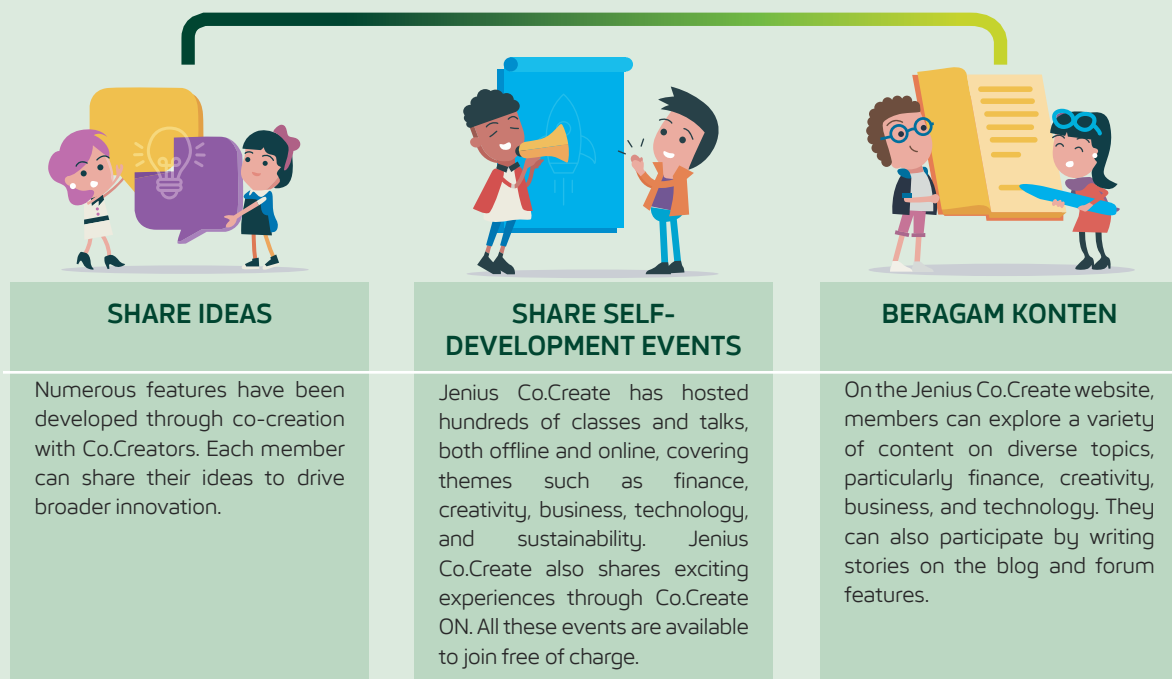 SHARE IDEAS
Numerous features have been
developed through co-creation
with Co.Creators. Each member
can share their ideas to drive
broader innovation.
SHARE SELF-
DEVELOPMENT EVENTS
Jenius Co.Create has hosted
hundreds of classes and talks,
both offline and online, covering
themes such as finance,
creativity, business, technology,
and sustainability. Jenius
Co.Create also shares exciting
experiences through Co.Create
ON. All these events are available
to join free of charge.
BERAGAM KONTEN
On the Jenius Co.Create website,
members can explore a variety
of content on diverse topics,
particularly finance, creativity,
business, and technology. They
can also participate by writing
stories on the blog and forum
features.